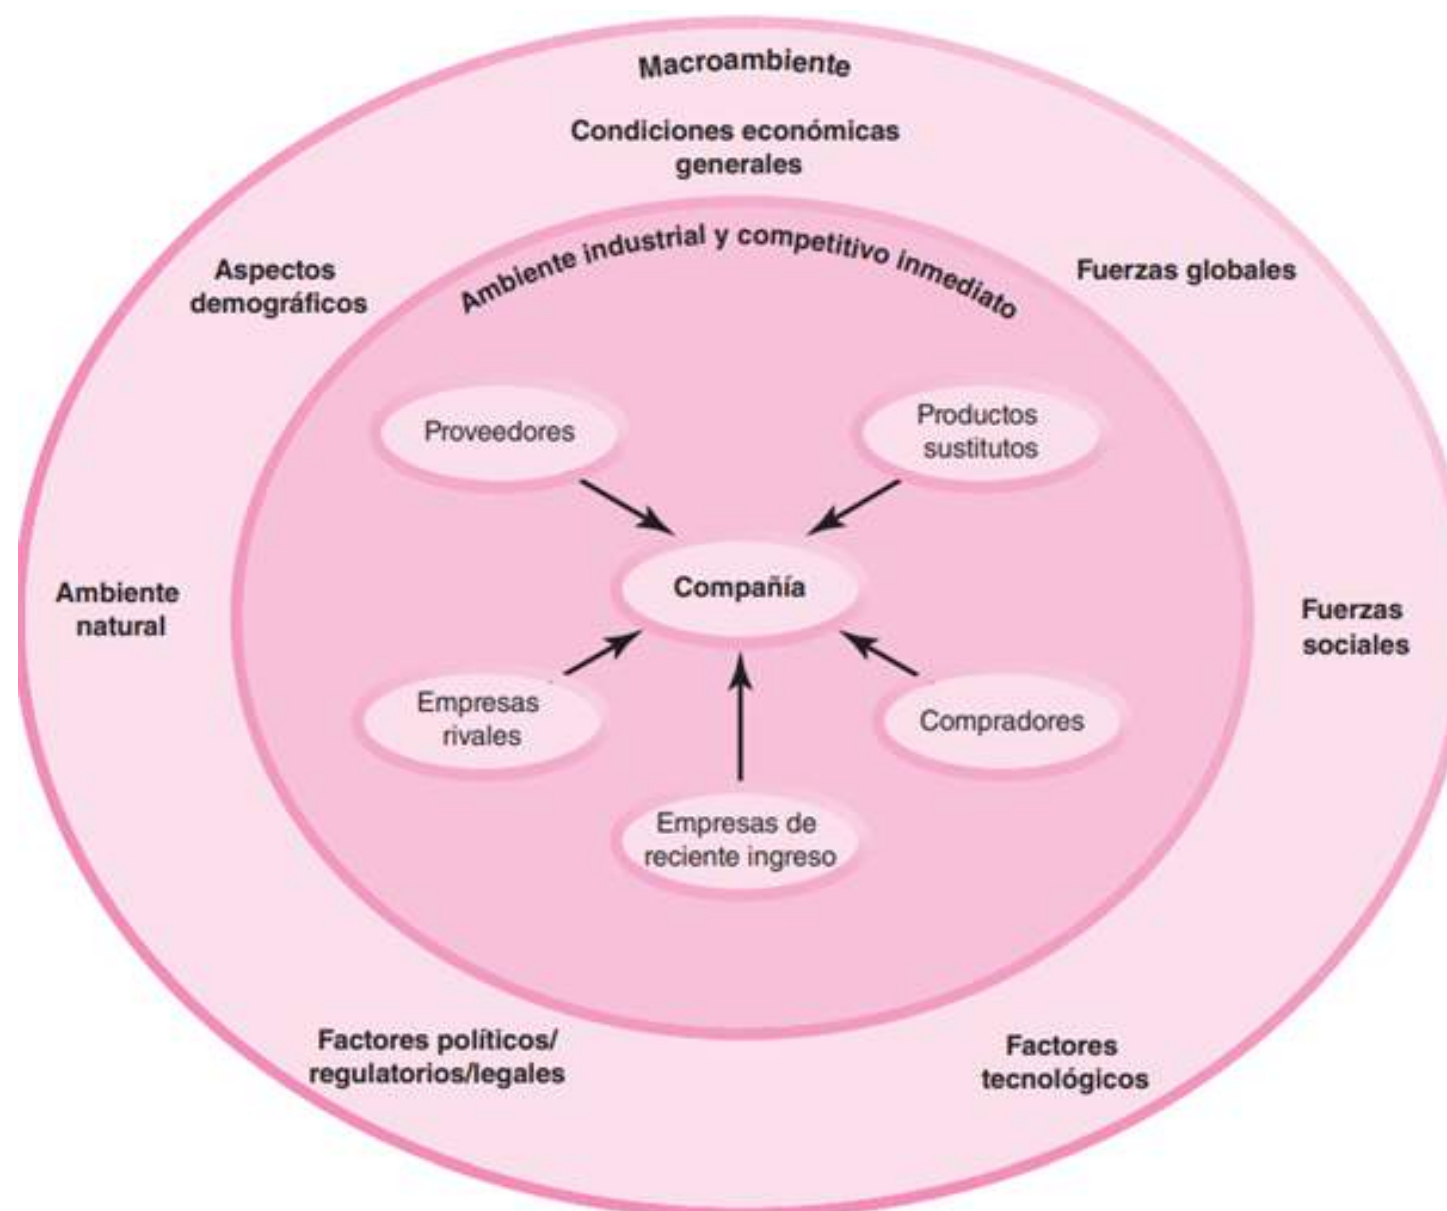 Macroambiente
Condiciones económicas
generales
Ambiente industrial y competitivo inmediato
Aspectos
demográficos
Fuerzas globales
Proveedores
Productos
sustitutos
Compañía
Ambiente
natural
Fuerzas
sociales
Empresas
rivales
Compradores
Empresas de
reciente ingreso
Factores políticos/
regulatorios/legales
Factores
tecnológicos